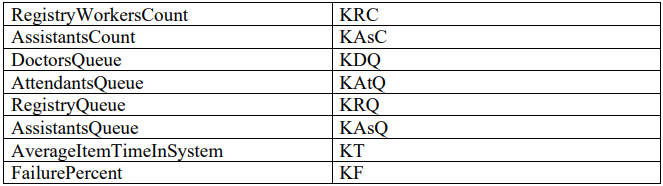 RegistryWorkersCount KRC
AssistantsCount KAsC
DoctorsQueue KDQ
AttendantsQueue KAtQ
RegistryQueue KRQ
AssistantsQueue KAsQ
AverageItemTimeInSystem KT
FailurePercent KF